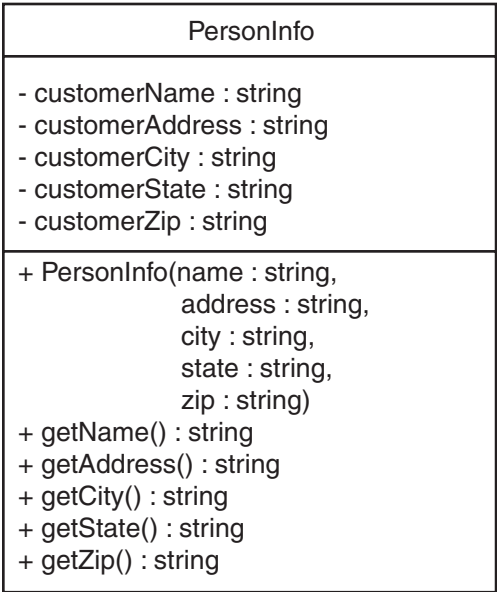 PersonInfo
- customerName : string
- customerAddress : string
- customerCity : string
- customerState : string
- customerZip : string
+ PersonInfo(name : string,
address : string,
city : string,
state : string,
zip : string)
+ getName() : string
+ getAddress() : string
+ getCity() : string
+ getState() : string
+ getZip() : string